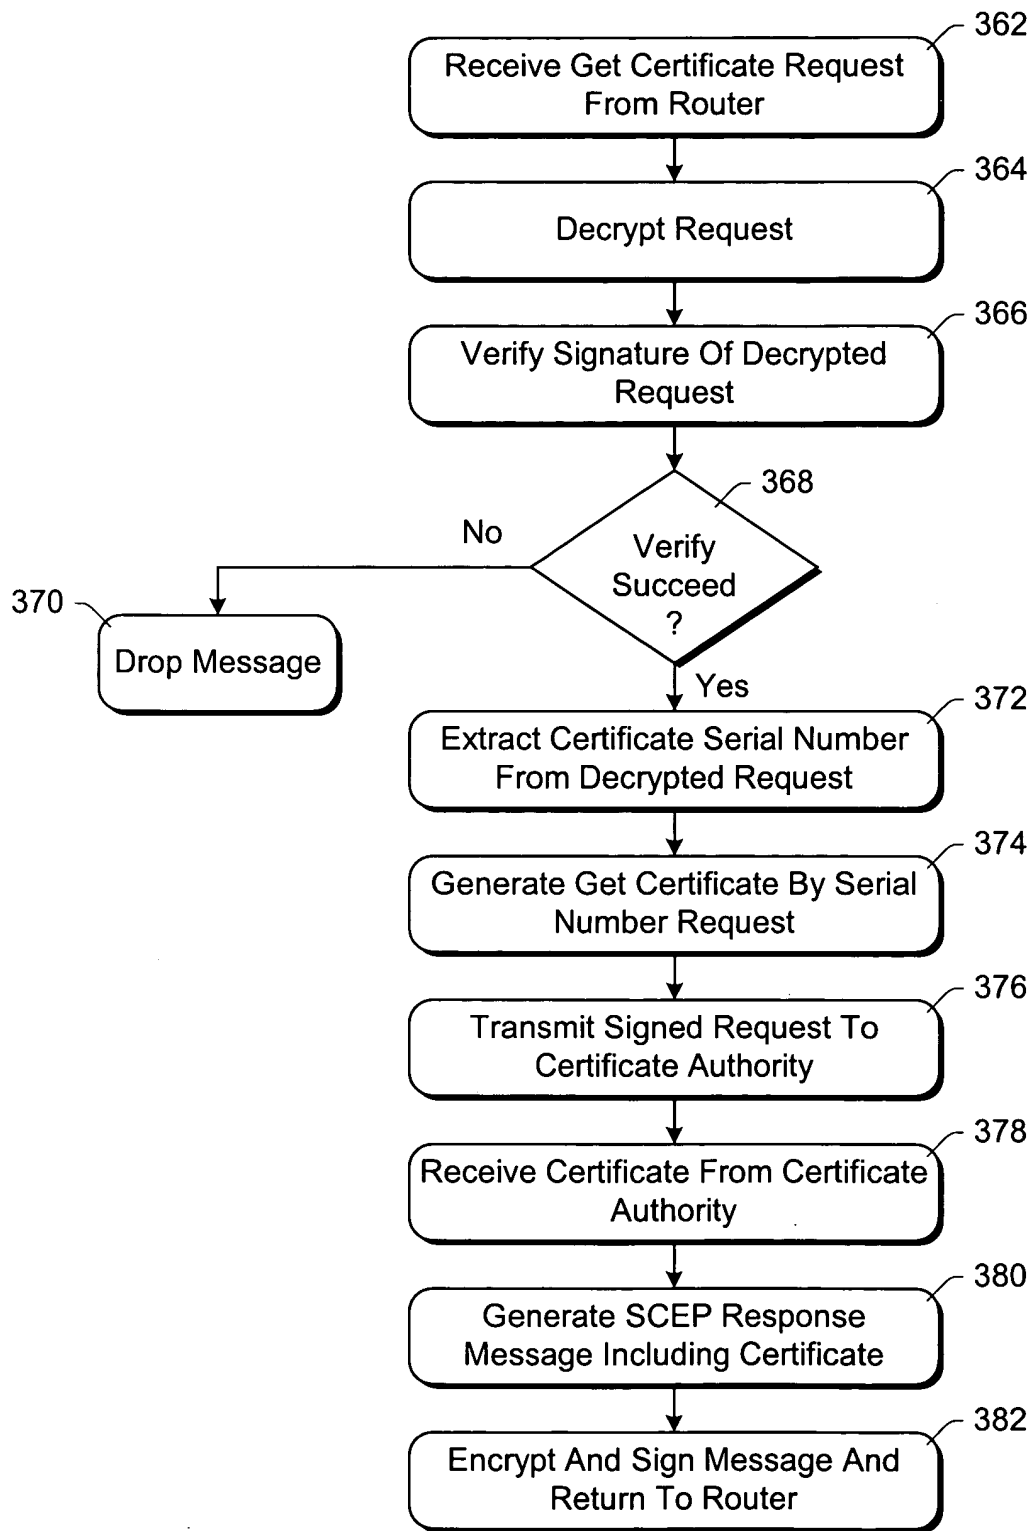 362
Receive Get Certificate Request
From Router
364
Decrypt Request
366
Verify Signature Of Decrypted
Request
368
Verify
Succeed
?
No
370
Drop Message
Yes
372
Extract Certificate Serial Number
From Decrypted Request
374
Generate Get Certificate By Serial
Number Request
376
Transmit Signed Request To
Certificate Authority
378
Receive Certificate From Certificate
Authority
380
Generate SCEP Response
Message Including Certificate
382
Encrypt And Sign Message And
Return To Router